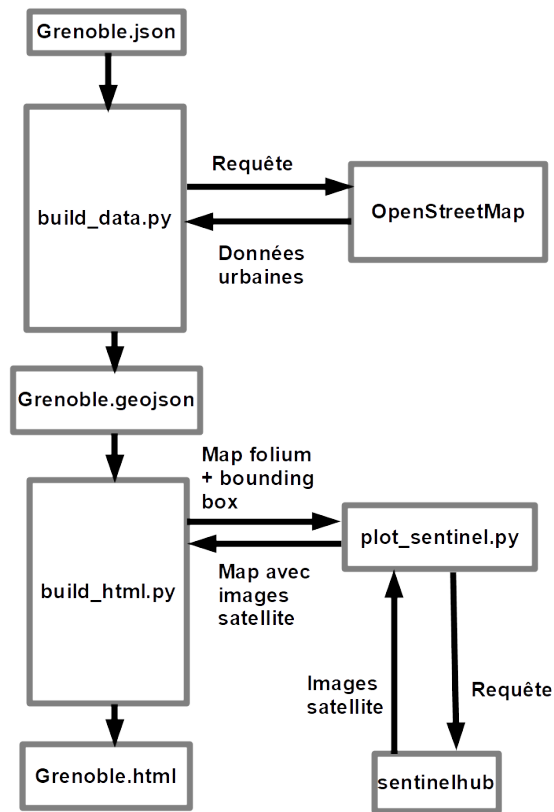 Grenoble.json
Requête
build_data.py
OpenStreetMap
Données
urbaines
Grenoble.geojson
Map folium
+ bounding
box
plot_sentinel.py
build_html.py
Map avec
images
satellite
Images
satellite
Requête
Grenoble.html
sentinelhub